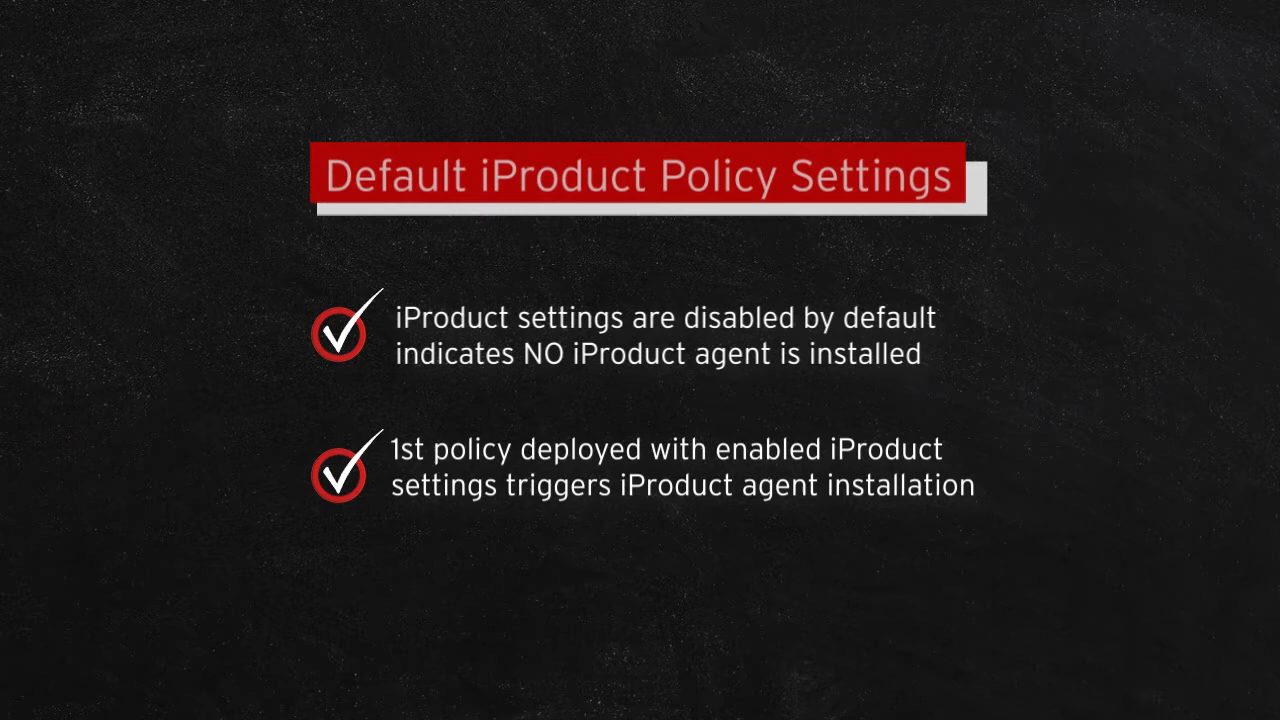 Default iProduct Policy Settings
iProduct settings are disabled by default
indicates NO iProduct agent is installed
1st policy deployed with enabled iProduct
settings triggers iProduct agent installation